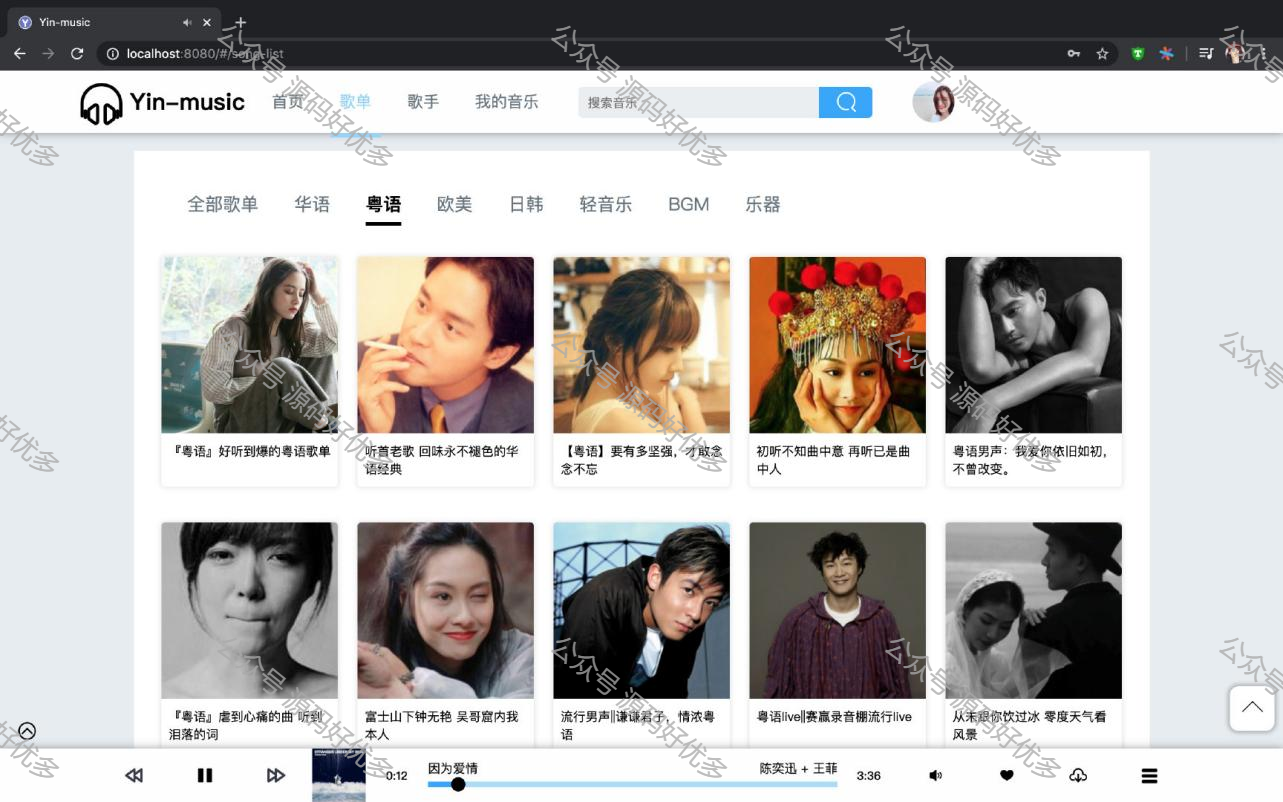 Yin-music
localhost:8080/#/song-list
Yin-music
首页
歌单
歌手
我的音乐
搜索音乐
全部歌单
华语
粤语
欧美
日韩
轻音乐
BGM
乐器
『粤语』好听到爆的粤语歌单
听首老歌 回味永不褪色的华
语经典
【粤语】要有多坚强，才敢念
念不忘
初听不知曲中意 再听已是曲
中人
粤语男声：我爱你依旧如初，
不曾改变。
『粤语』虐到心痛的曲 听到
泪落的词
富士山下钟无艳 吴哥窟内我
本人
流行男声‖谦谦君子，情浓粤
语
粤语live‖赛赢录音棚流行live
从未跟你饮过冰 零度天气看
风景
0:12
因为爱情
陈奕迅 + 王菲
3:36
公众号 源码好优多